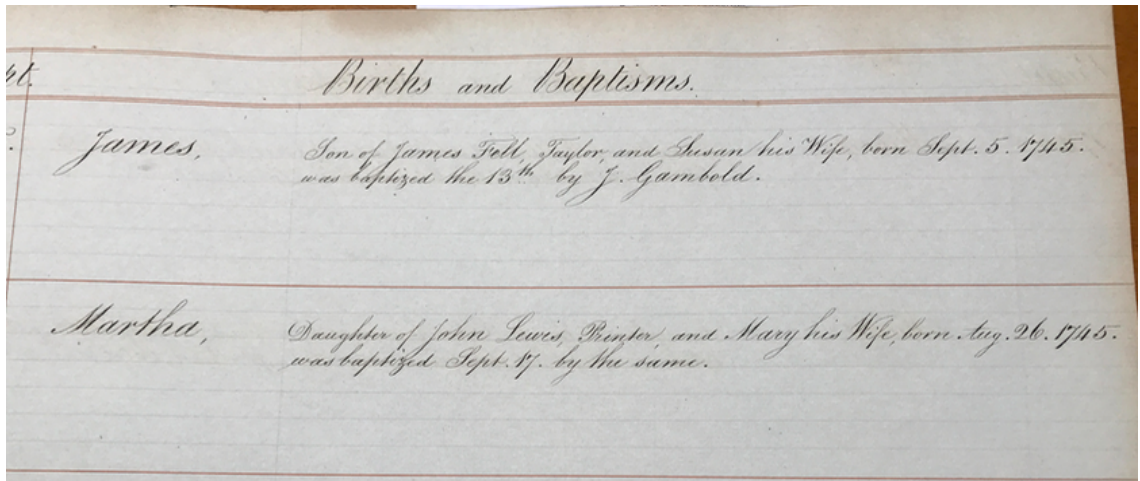 pt.
Births and Baptisms.
James,
Son of James Fell, Taylor, and Susan his Wife, born Sept. 5. 1745.
was baptized the 13th. by J. Gambold.
Martha,
Daughter of John Lewis, Printer, and Mary his Wife, born Aug. 26. 1745.
was baptized Sept. 17. by the same.